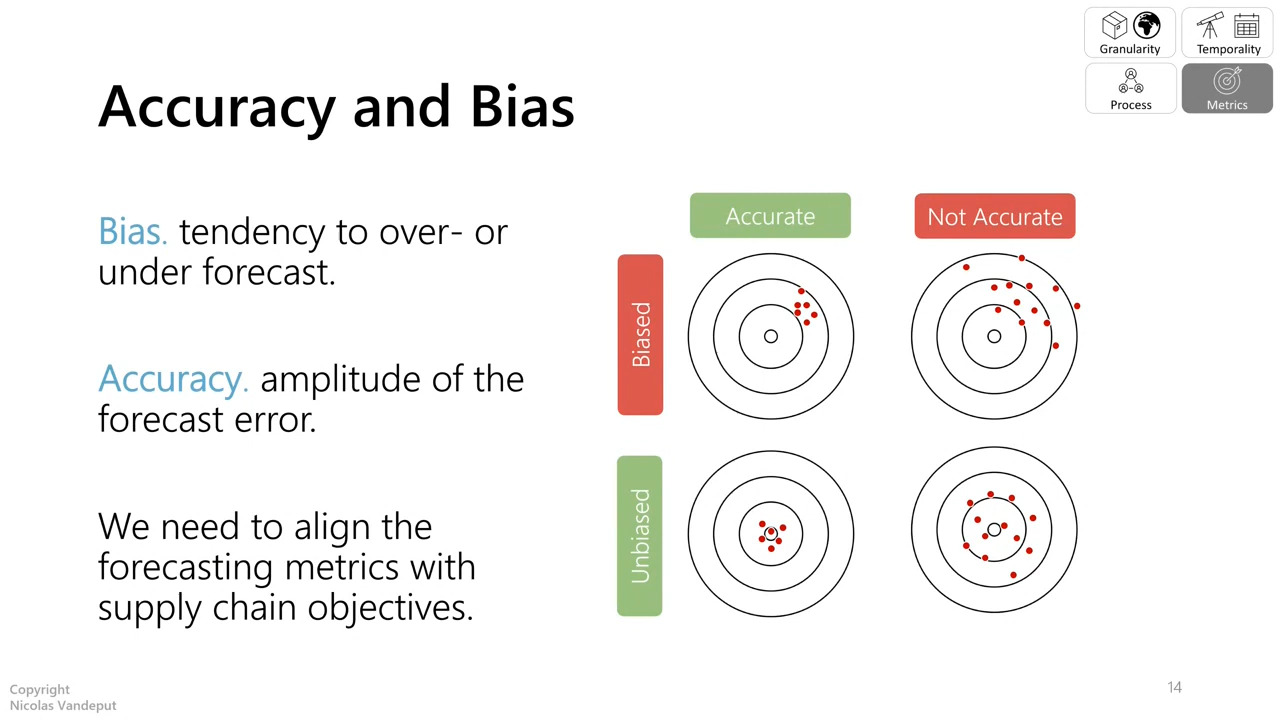 Granularity
Temporality
Process
Metrics
Accuracy and Bias
Bias. tendency to over- or
under forecast.
Accuracy. amplitude of the
forecast error.
We need to align the
forecasting metrics with
supply chain objectives.
Accurate
Not Accurate
Biased
Unbiased
Copyright
Nicolas Vandeput
14